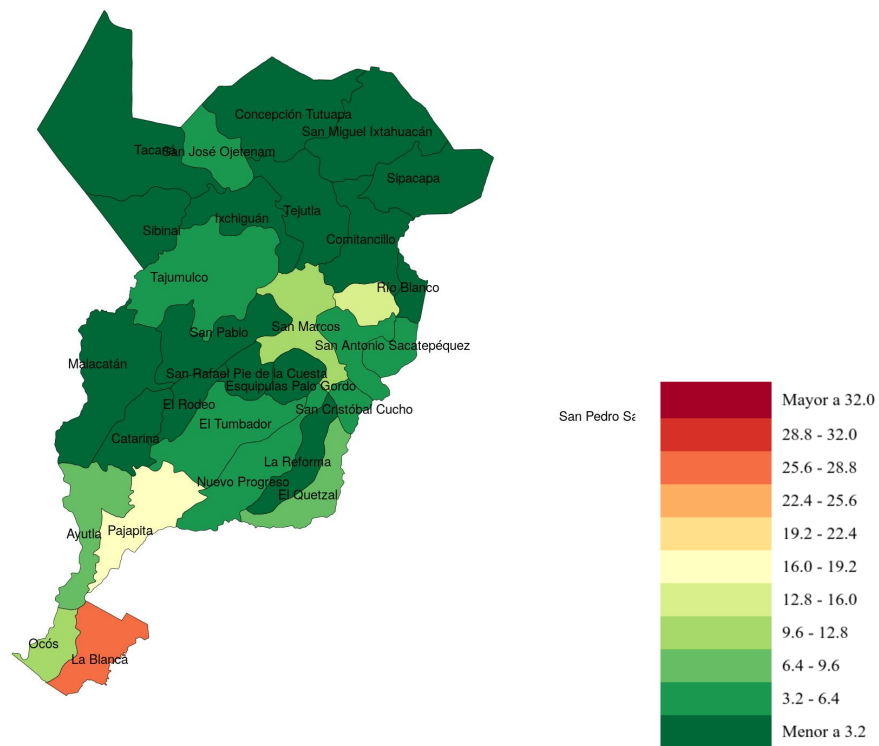 Concepción Tutuapa
San Miguel Ixtahuacán
Tacaná
San José Ojetenam
Sipacapa
Ixchiguán
Tejutla
Sibinal
Comitancillo
Tajumulco
Río Blanco
San Marcos
San Pablo
San Antonio Sacatepéquez
Malacatán
San Rafael Pie de la Cuesta
Esquipulas Palo Gordo
El Rodeo
San Cristóbal Cucho
San Pedro Sa
El Tumbador
Catarina
La Reforma
Nuevo Progreso
El Quetzal
Ayutla
Pajapita
Ocós
La Blanca
Mayor a 32.0
28.8 - 32.0
25.6 - 28.8
22.4 - 25.6
19.2 - 22.4
16.0 - 19.2
12.8 - 16.0
9.6 - 12.8
6.4 - 9.6
3.2 - 6.4
Menor a 3.2